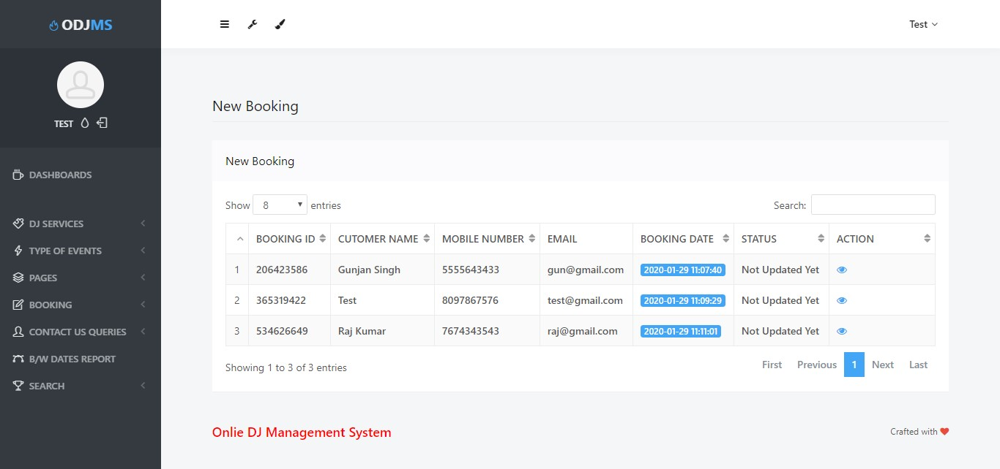 ODJMS
Test
TEST
DASHBOARDS
DJ SERVICES
TYPE OF EVENTS
PAGES
BOOKING
CONTACT US QUERIES
B/W DATES REPORT
SEARCH
New Booking
New Booking
Show 8 entries Search:
BOOKING ID CUTOMER NAME MOBILE NUMBER EMAIL BOOKING DATE STATUS ACTION
1 206423586 Gunjan Singh 5555643433 gun@gmail.com 2020-01-29 11:07:40 Not Updated Yet
2 365319422 Test 8097867576 test@gmail.com 2020-01-29 11:09:29 Not Updated Yet
3 534626649 Raj Kumar 7674343543 raj@gmail.com 2020-01-29 11:11:01 Not Updated Yet
Showing 1 to 3 of 3 entries First Previous 1 Next Last
Onlie DJ Management System Crafted with